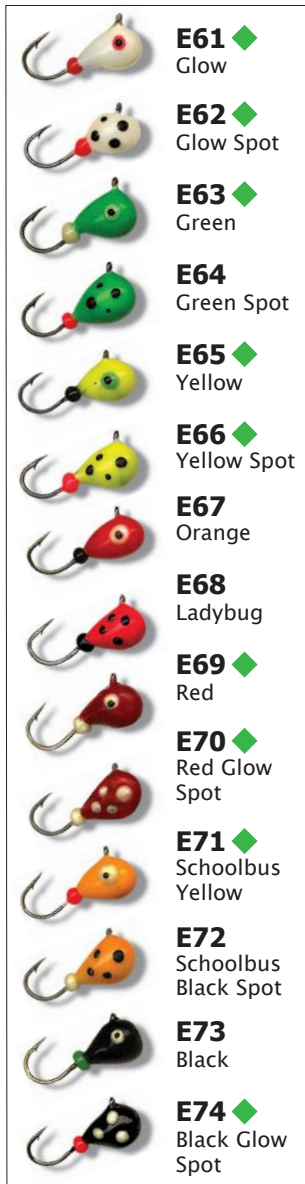 E61
Glow
E62
Glow Spot
E63
Green
E64
Green Spot
E65
Yellow
E66
Yellow Spot
E67
Orange
E68
Ladybug
E69
Red
E70
Red Glow
Spot
E71
Schoolbus
Yellow
E72
Schoolbus
Black Spot
E73
Black
E74
Black Glow
Spot